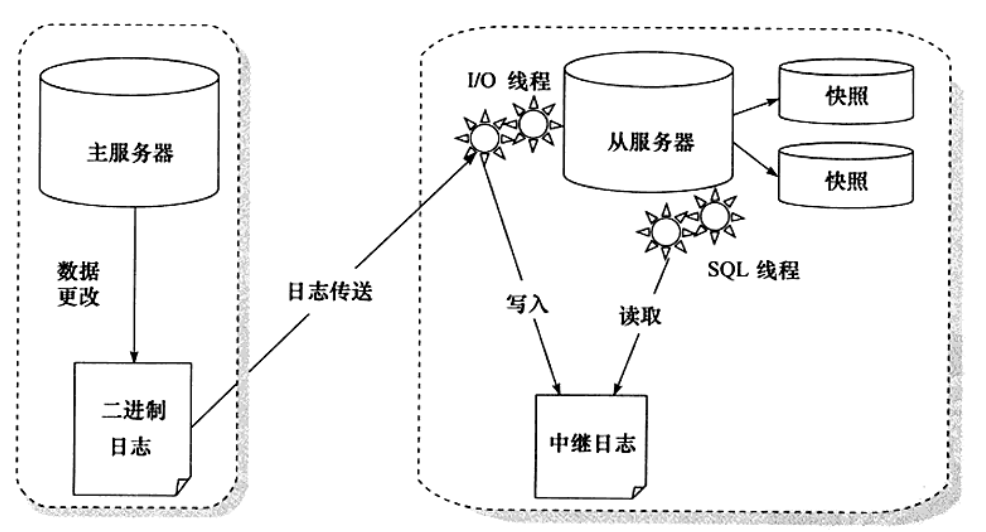 主服务器
数据
更改
二进制
日志
日志传送
I/O 线程
从服务器
快照
快照
SQL 线程
写入
读取
中继日志